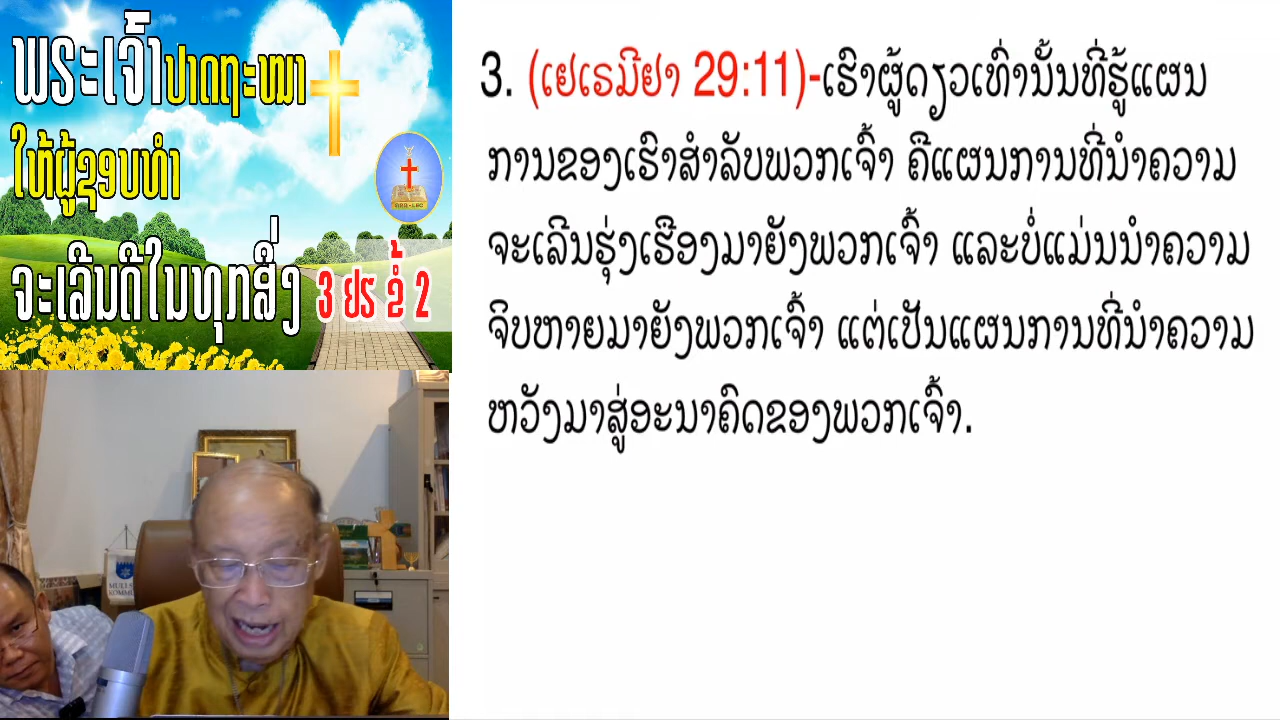 ພຣະເຈົ້າປາດຖະໜາ
ໃຫ້ຜູ້ຊອບທຳ
ຈະເລີນດີໃນທຸກສິ່ງ 3 ຢຮ ຂໍ້ 2
3. (ເຢເຣມີຢາ 29:11)-ເຮົາຜູ້ດຽວເທົ່ານັ້ນທີ່ຮູ້ແຜນ
ການຂອງເຮົາສຳລັບພວກເຈົ້າ ຄືແຜນການທີ່ນຳຄວາມ
ຈະເລີນຮຸ່ງເຮືອງມາຍັງພວກເຈົ້າ ແລະບໍ່ແມ່ນນຳຄວາມ
ຈິບຫາຍມາຍັງພວກເຈົ້າ ແຕ່ເປັນແຜນການທີ່ນຳຄວາມ
ຫວັງມາສູ່ອະນາຄົດຂອງພວກເຈົ້າ.